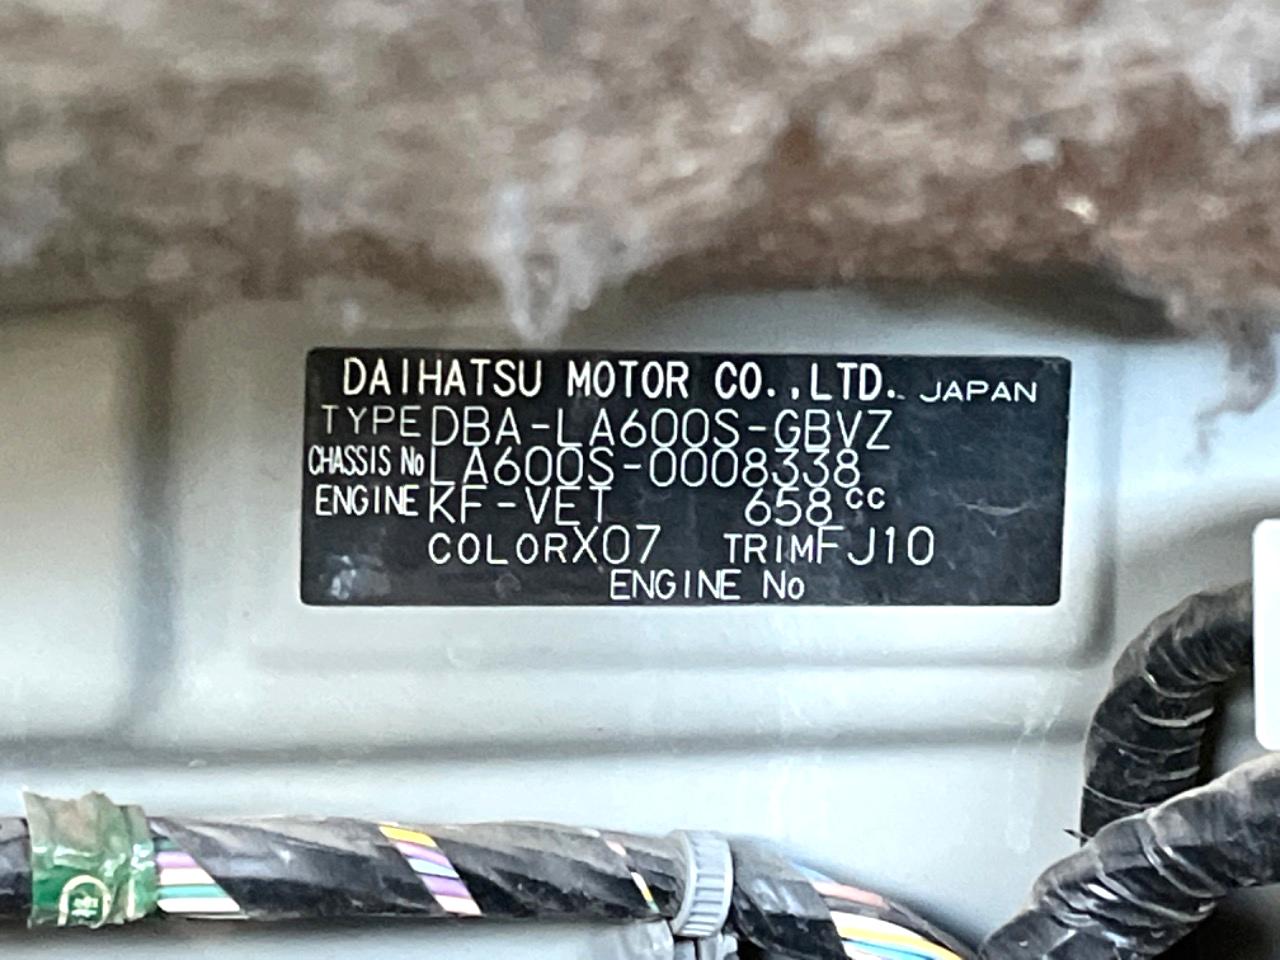 DAIHATSU MOTOR CO.,LTD. JAPAN
TYPE DBA-LA600S-GBVZ
CHASSIS No LA600S-0008338
ENGINE KF-VET 658cc
COLOR X07 TRIM FJ10
ENGINE No